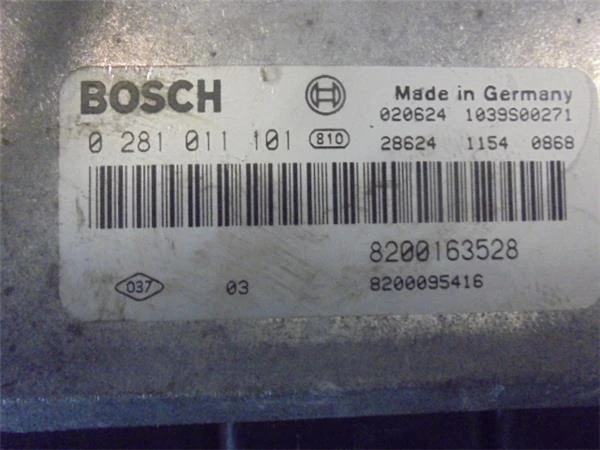 BOSCH Made in Germany
020624 1039S00271
0 281 011 101 810 28624 1154 0868
8200163528
037 03 8200095416